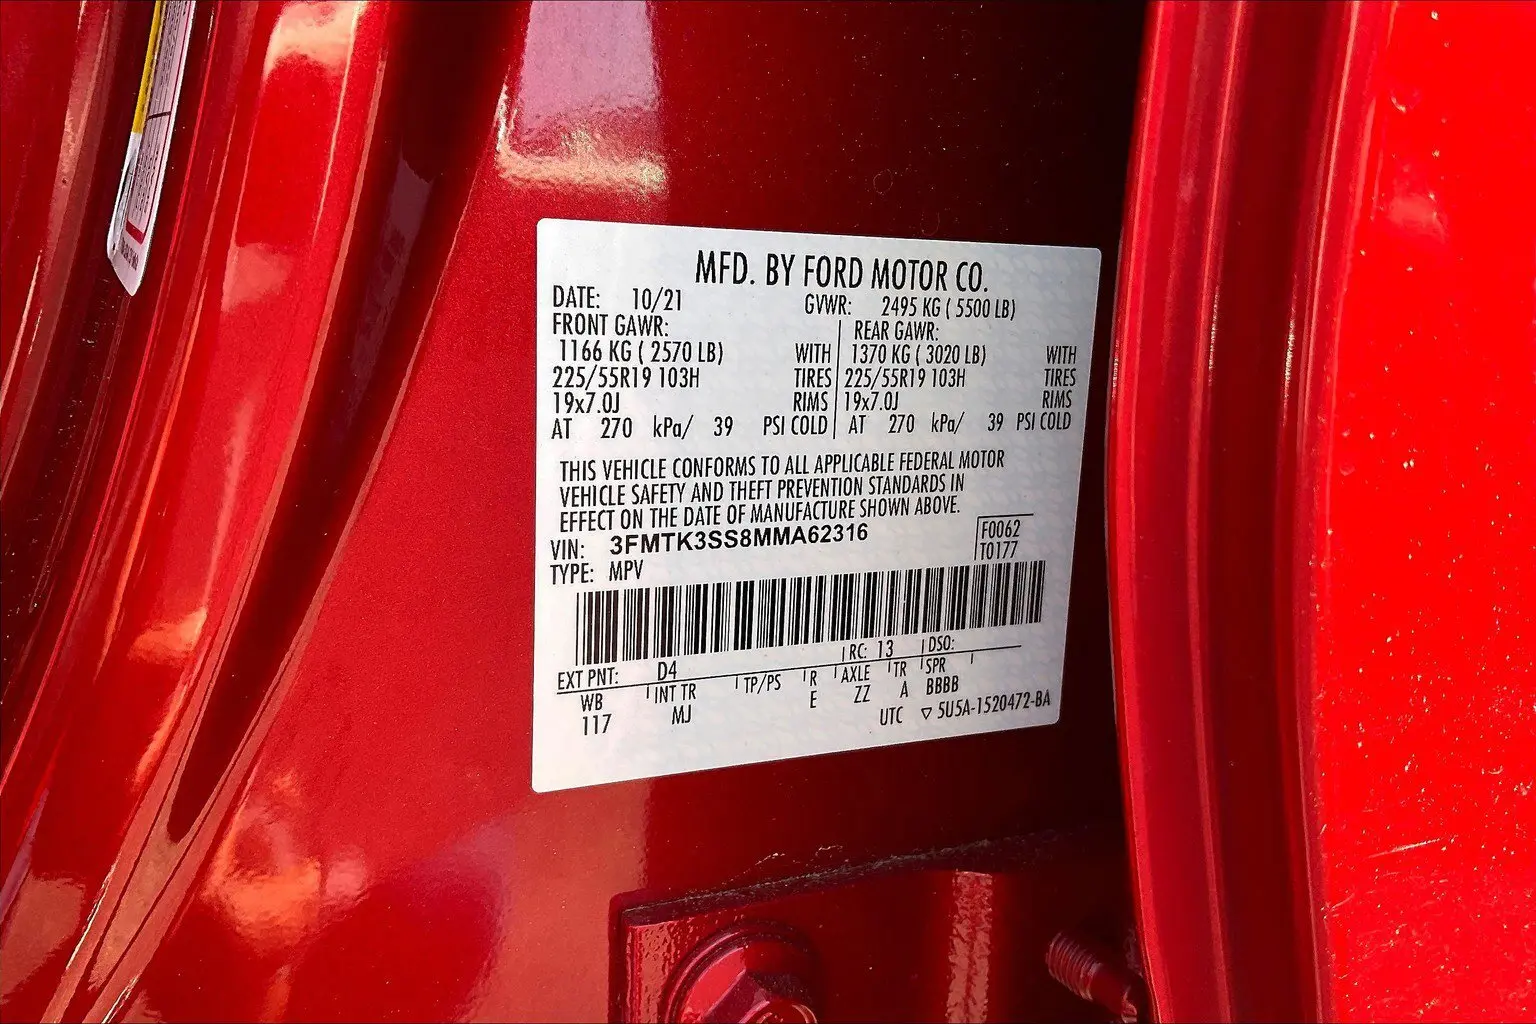 MFD. BY FORD MOTOR CO.
DATE: 10/21 GVWR: 2495 KG ( 5500 LB)
FRONT GAWR: REAR GAWR:
1166 KG ( 2570 LB) WITH 1370 KG ( 3020 LB) WITH
225/55R19 103H TIRES 225/55R19 103H TIRES
19x7.0J RIMS 19x7.0J RIMS
AT 270 kPa/ 39 PSI COLD AT 270 kPa/ 39 PSI COLD
THIS VEHICLE CONFORMS TO ALL APPLICABLE FEDERAL MOTOR
VEHICLE SAFETY AND THEFT PREVENTION STANDARDS IN
EFFECT ON THE DATE OF MANUFACTURE SHOWN ABOVE.
VIN: 3FMTK3SS8MMA62316 F0062
TYPE: MPV T0177
EXT PNT: D4 RC: 13 DSO:
WB INT TR TP/PS R AXLE TR SPR
117 MJ E ZZ A BBBB
UTC ▽ 5U5A-1520472-BA